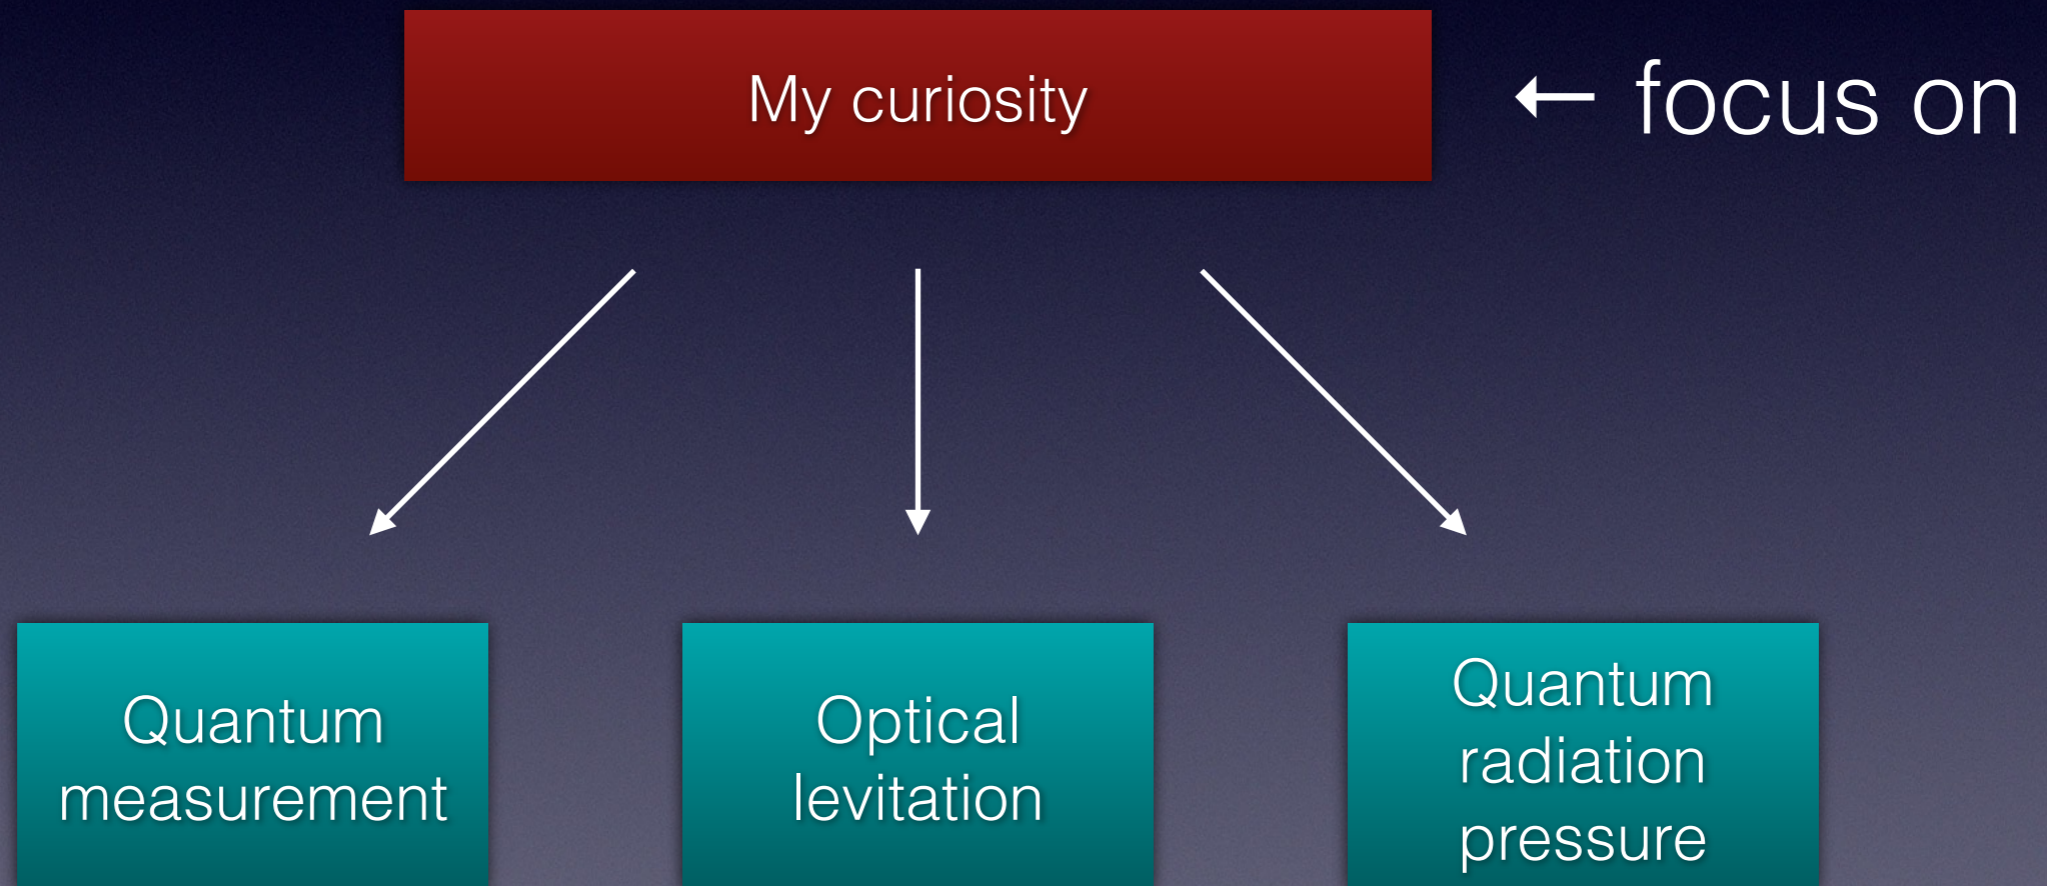 My curiosity
← focus on
Quantum
measurement
Optical
levitation
Quantum
radiation
pressure